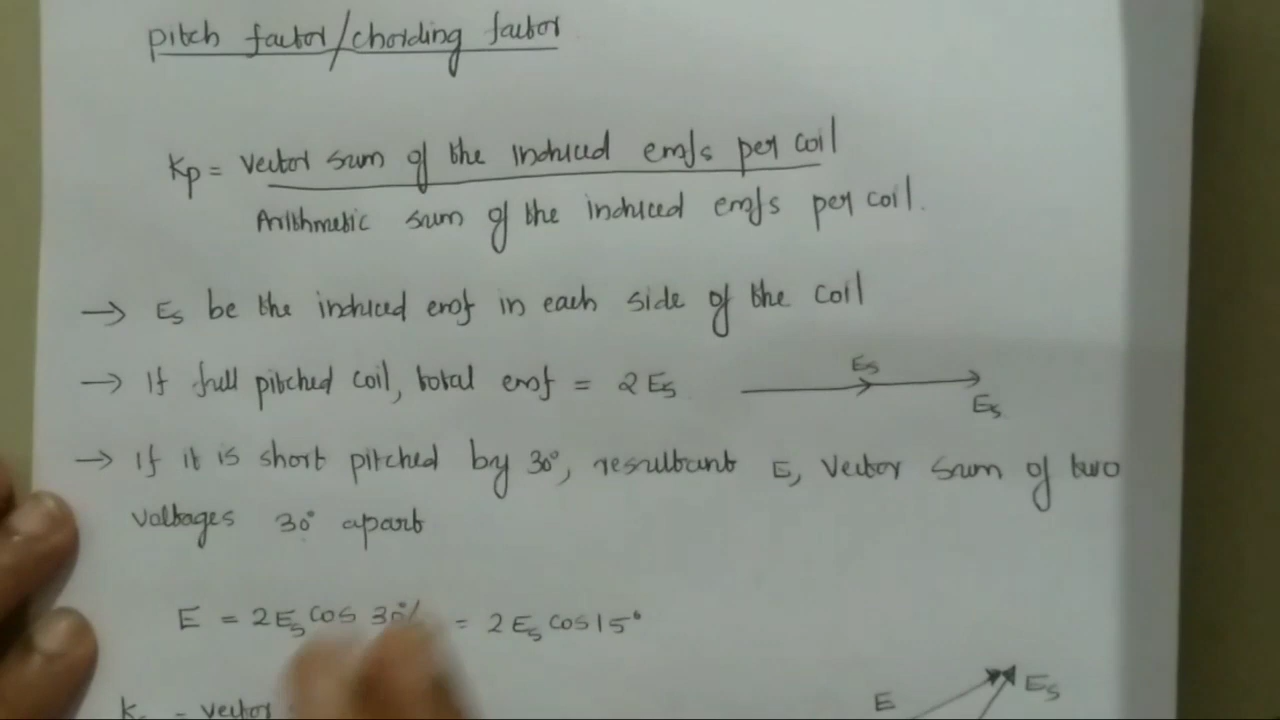 pitch factor/chording factor
Kp = vector sum of the induced emfs per coil
Arithmetic sum of the induced emfs per coil.
→ Es be the induced emf in each side of the coil
→ If full pitched coil, total emf = 2 Es
Es
Es
→ If it is short pitched by 30°, resultant E, vector sum of two
voltages 30° apart
E = 2Es cos 30°/ = 2 Es cos 15°
E
Es
= vector